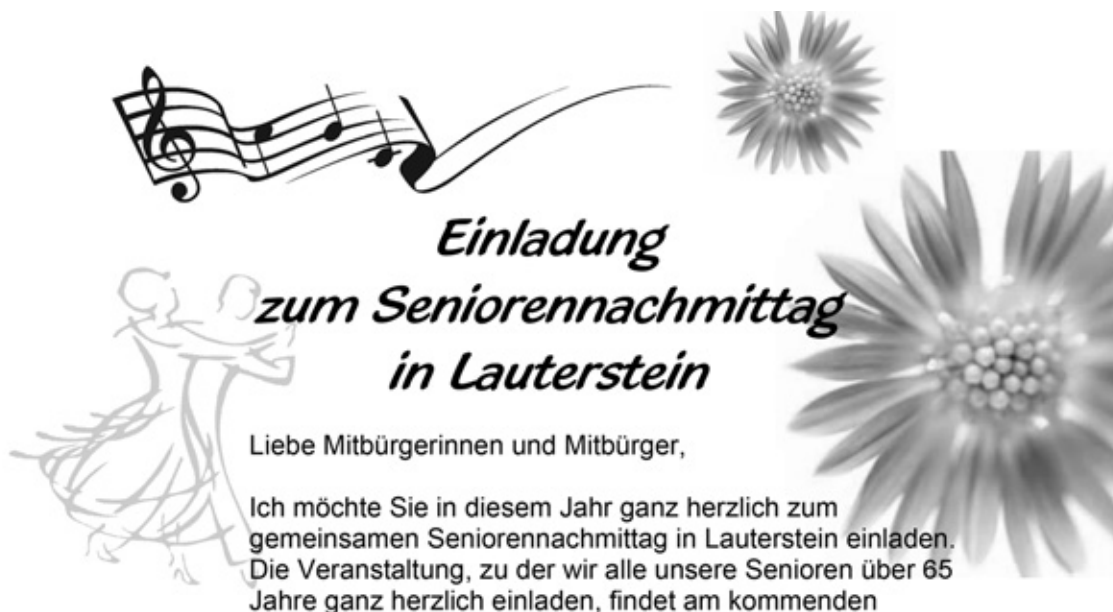 Einladung
zum Seniorennachmittag
in Lauterstein
Liebe Mitbürgerinnen und Mitbürger,
Ich möchte Sie in diesem Jahr ganz herzlich zum
gemeinsamen Seniorennachmittag in Lauterstein einladen.
Die Veranstaltung, zu der wir alle unsere Senioren über 65
Jahre ganz herzlich einladen, findet am kommenden